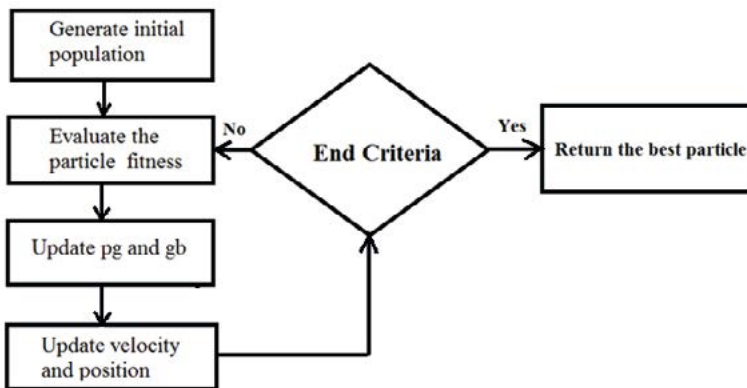 Generate initial
population
Evaluate the
particle fitness
Update pg and gb
Update velocity
and position
No
End Criteria
Yes
Return the best particle